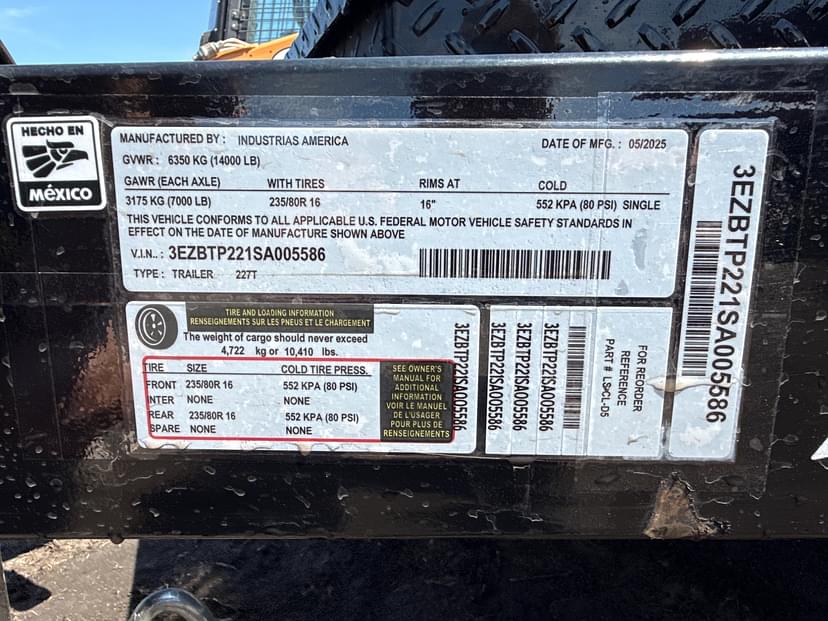 HECHO EN
MÉXICO
MANUFACTURED BY : INDUSTRIAS AMERICA DATE OF MFG. : 05/2025
GVWR : 6350 KG (14000 LB)
GAWR (EACH AXLE) WITH TIRES RIMS AT COLD
3175 KG (7000 LB) 235/80R 16 16" 552 KPA (80 PSI) SINGLE
THIS VEHICLE CONFORMS TO ALL APPLICABLE U.S. FEDERAL MOTOR VEHICLE SAFETY STANDARDS IN
EFFECT ON THE DATE OF MANUFACTURE SHOWN ABOVE
V.I.N.. : 3EZBTP221SA005586
TYPE : TRAILER 227T
TIRE AND LOADING INFORMATION
RENSEIGNEMENTS SUR LES PNEUS ET LE CHARGEMENT
The weight of cargo should never exceed
4,722 kg or 10,410 lbs.
TIRE SIZE COLD TIRE PRESS.
FRONT 235/80R 16 552 KPA (80 PSI)
INTER NONE NONE
REAR 235/80R 16 552 KPA (80 PSI)
SPARE NONE NONE
SEE OWNER'S
MANUAL FOR
ADDITIONAL
INFORMATION
VOIR LE MANUEL
DE L'USAGER
POUR PLUS DE
RENSEIGNEMENTS
3EZBTP221SA005586
3EZBTP221SA005586
3EZBTP221SA005586
3EZBTP221SA005586
FOR REORDER
REFERENCE
PART # LSPCL-D5
3EZBTP221SA005586